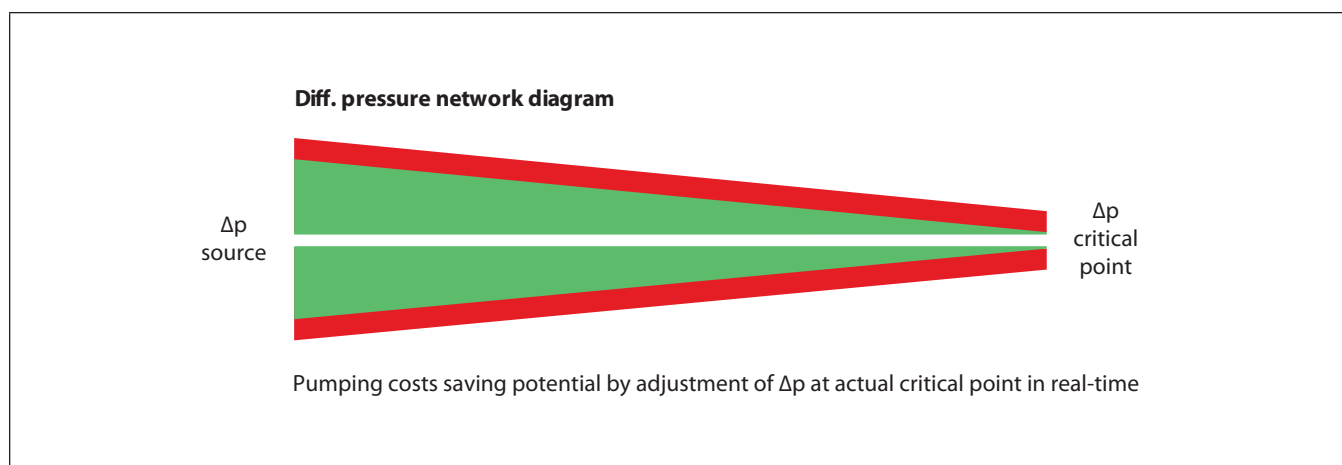 Diff. pressure network diagram
Δp
source
Δp
critical
point
Pumping costs saving potential by adjustment of Δp at actual critical point in real-time